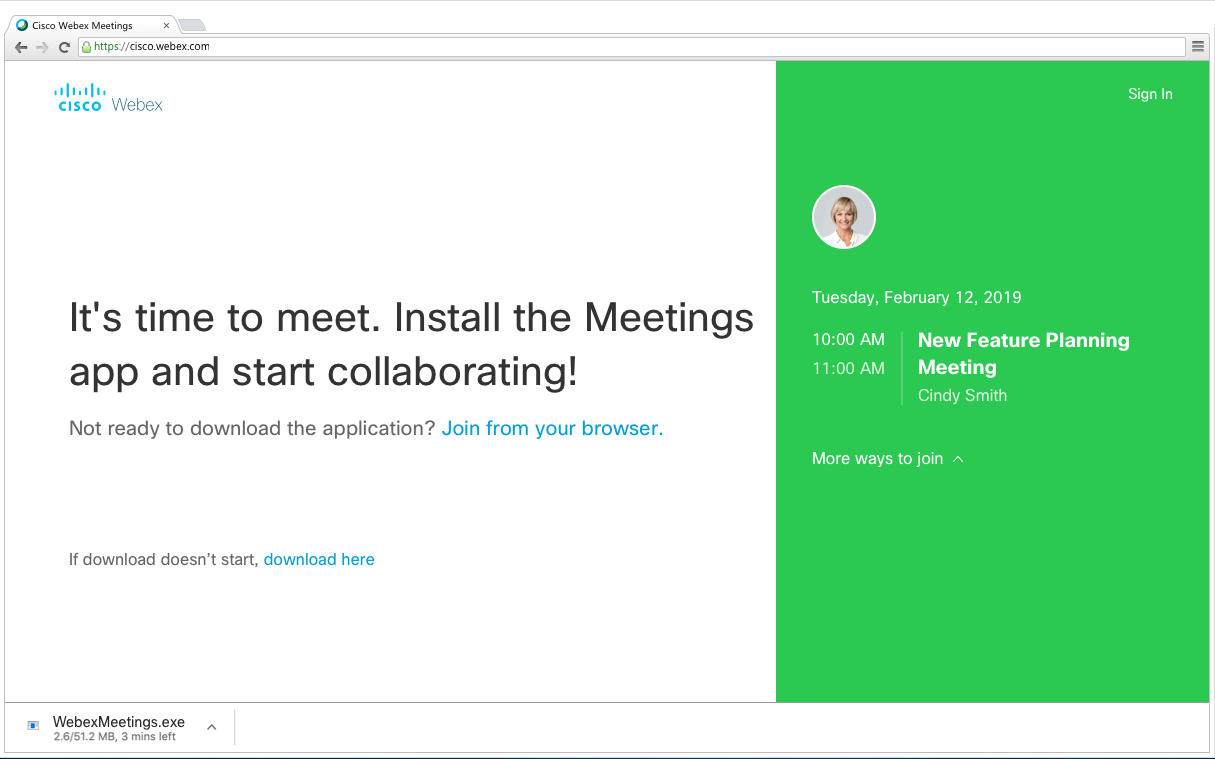 Cisco Webex Meetings
https://cisco.webex.com
CISCO Webex
Sign In
It's time to meet. Install the Meetings
app and start collaborating!
Not ready to download the application? Join from your browser.
If download doesn’t start, download here
Tuesday, February 12, 2019
10:00 AM
11:00 AM
New Feature Planning
Meeting
Cindy Smith
More ways to join
WebexMeetings.exe
2.6/51.2 MB, 3 mins left